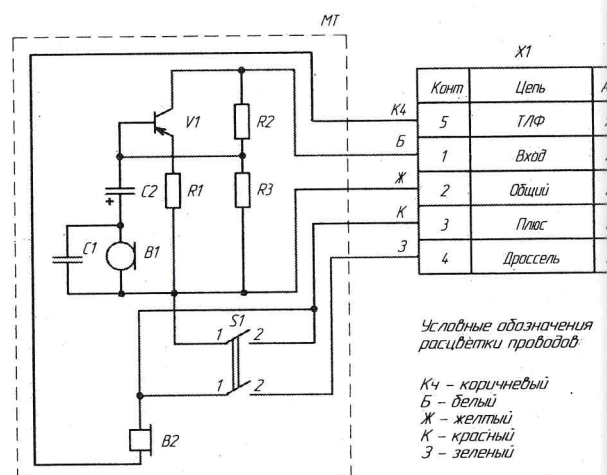 МТ
X1
Конт Цепь
К4 5 ТЛФ
Б 1 Вход
Ж 2 Общий
К 3 Плюс
З 4 Дроссель
V1
R2
R1
R3
C2
+
C1
B1
S1
1 2
1 2
B2
Условные обозначения
расцветки проводов
Кч - коричневый
Б - белый
Ж - желтый
К - красный
З - зеленый